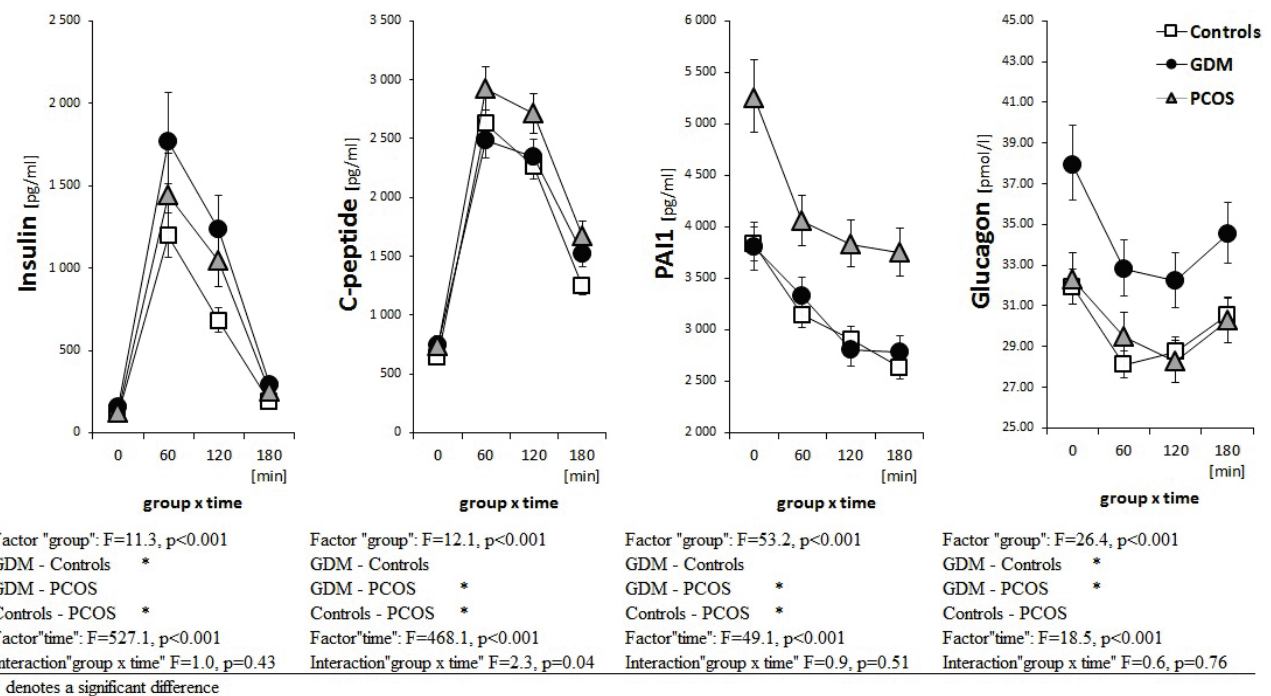 2 500
2 000
1 500
1 000
500
0
Insulin [pg/ml]
0 60 120 180
[min]
group x time
3 500
3 000
2 500
2 000
1 500
1 000
500
0
C-peptide [pg/ml]
0 60 120 180
[min]
group x time
6 000
5 500
5 000
4 500
4 000
3 500
3 000
2 500
2 000
PAI1 [pg/ml]
0 60 120 180
[min]
group x time
45.00
43.00
41.00
39.00
37.00
35.00
33.00
31.00
29.00
27.00
25.00
Glucagon [pmol/l]
0 60 120 180
[min]
group x time
Controls
GDM
PCOS
Factor "group": F=11.3, p<0.001
GDM - Controls *
GDM - PCOS
Controls - PCOS *
Factor"time": F=527.1, p<0.001
Interaction"group x time" F=1.0, p=0.43
Factor "group": F=12.1, p<0.001
GDM - Controls
GDM - PCOS *
Controls - PCOS *
Factor"time": F=468.1, p<0.001
Interaction"group x time" F=2.3, p=0.04
Factor "group": F=53.2, p<0.001
GDM - Controls
GDM - PCOS *
Controls - PCOS *
Factor"time": F=49.1, p<0.001
Interaction"group x time" F=0.9, p=0.51
Factor "group": F=26.4, p<0.001
GDM - Controls *
GDM - PCOS *
Controls - PCOS
Factor"time": F=18.5, p<0.001
Interaction"group x time" F=0.6, p=0.76
denotes a significant difference